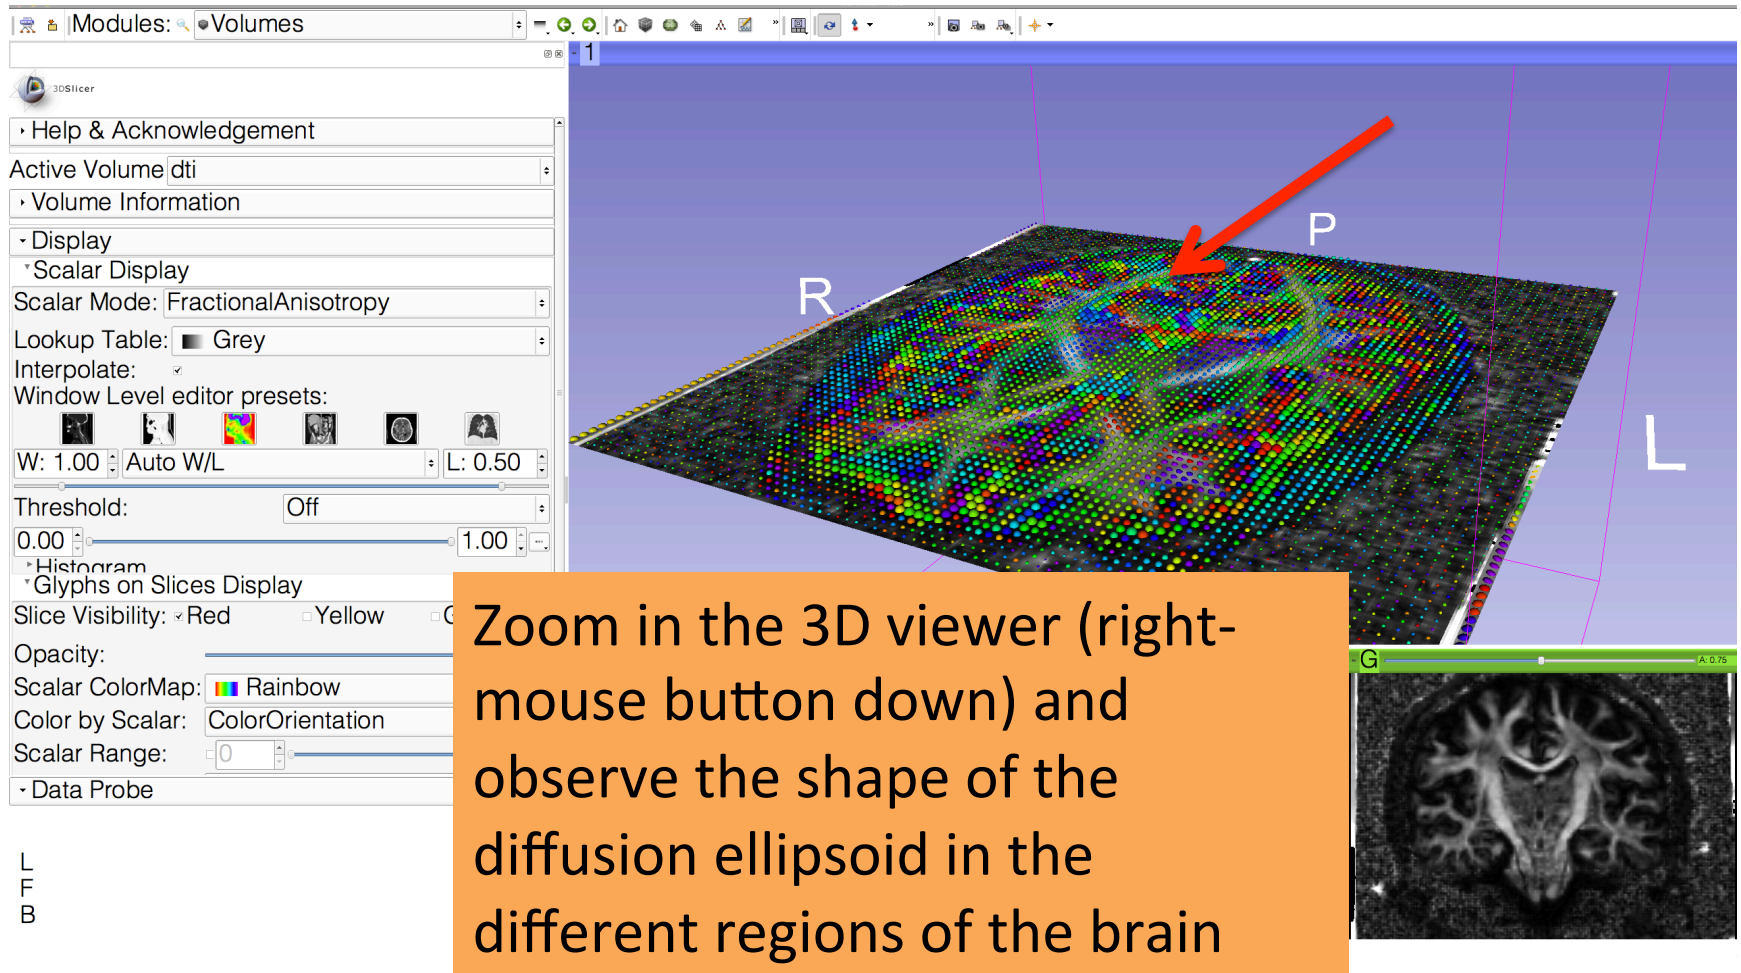 Modules: Volumes
1
3DSlicer
Help & Acknowledgement
Active Volume dti
Volume Information
Display
Scalar Display
Scalar Mode: FractionalAnisotropy
Lookup Table: Grey
Interpolate:
Window Level editor presets:
W: 1.00 Auto W/L L: 0.50
Threshold: Off
0.00 1.00
Histogram
Glyphs on Slices Display
Slice Visibility: Red Yellow
Opacity:
Scalar ColorMap: Rainbow
Color by Scalar: ColorOrientation
Scalar Range: 0
Data Probe
L
F
B
R
P
L
G A: 0.75
Zoom in the 3D viewer (right-
mouse button down) and
observe the shape of the
diffusion ellipsoid in the
different regions of the brain